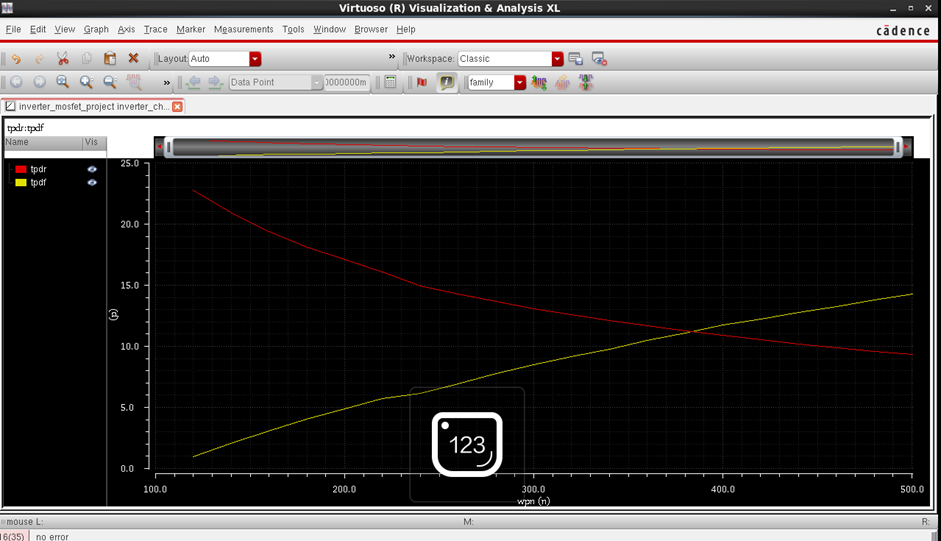 Virtuoso (R) Visualization & Analysis XL
File Edit View Graph Axis Trace Marker Measurements Tools Window Browser Help
cādence
Layout: Auto » Workspace: Classic
» Data Point 0000000m family
inverter_mosfet_project inverter_ch...
tpdr:tpdf
Name Vis
tpdr
tpdf
25.0
20.0
15.0
10.0
5.0
0.0
(p)
123
100.0 200.0 300.0 400.0 500.0
wpn (n)
mouse L: M: R:
16(35) no error